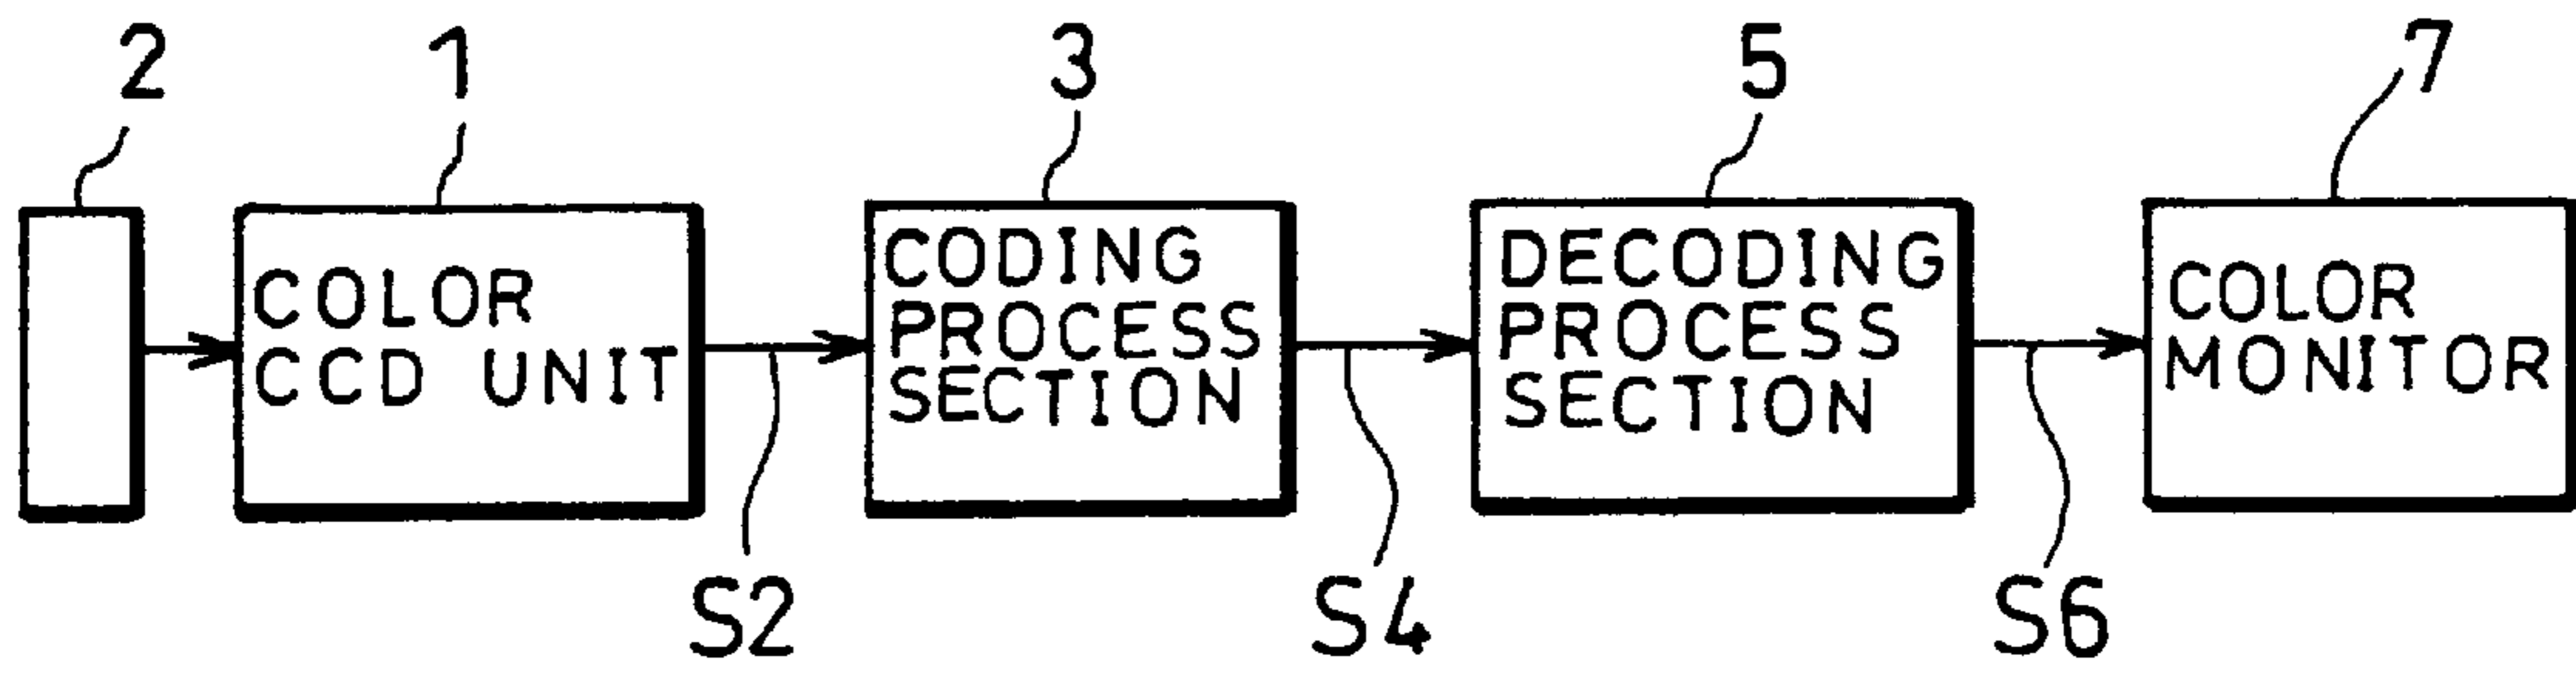 2
1
3
5
7
COLOR
CCD UNIT
CODING
PROCESS
SECTION
DECODING
PROCESS
SECTION
COLOR
MONITOR
S2
S4
S6